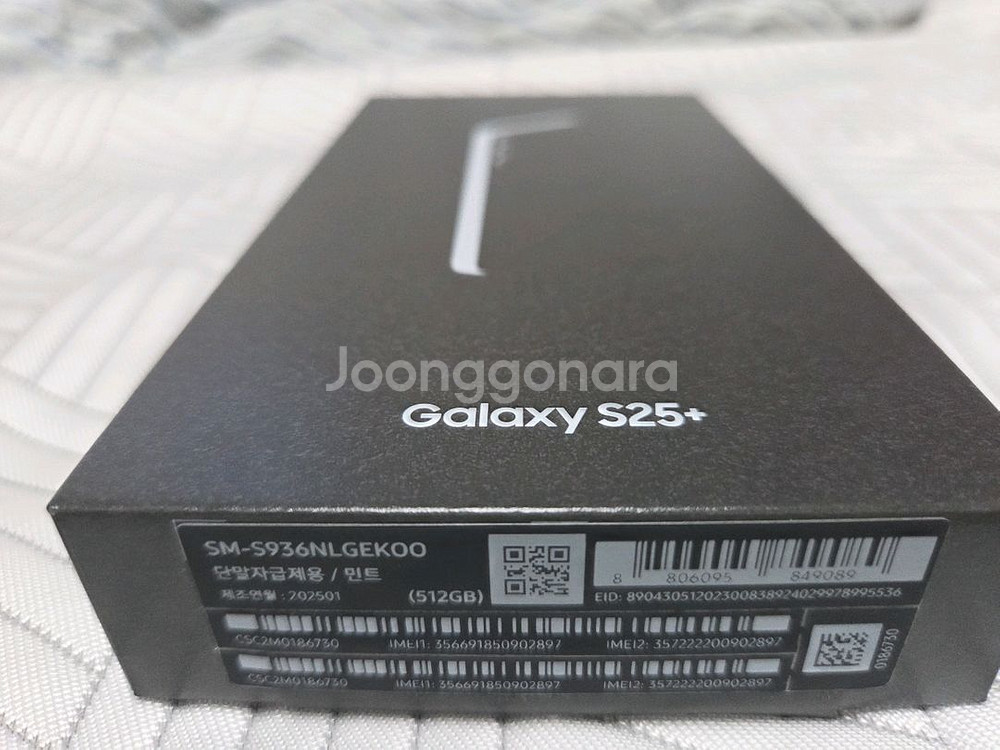 Joonggonara
Galaxy S25+
SM-S936NLGEKOO
단말자급제용 / 민트
제조연월 : 202501
(512GB)
8 806095 849089
EID: 89043051202300838924029978995536
CSC2M0186730 IMEI1: 356691850902897 IMEI2: 357222200902897
CSC2M0186730 IMEI1: 356691850902897 IMEI2: 357222200902897
0186730